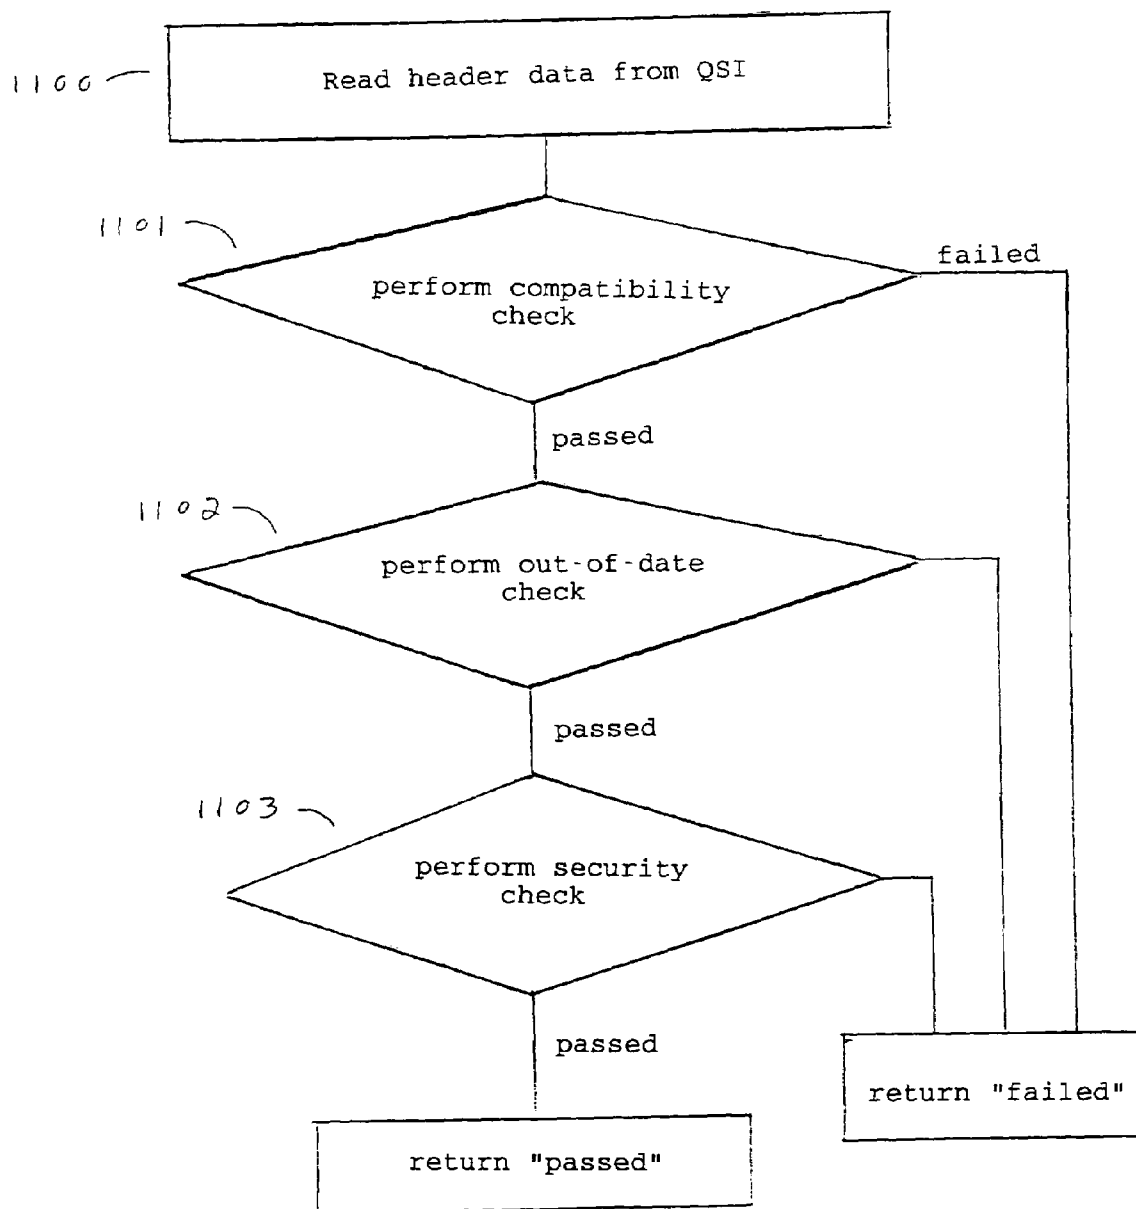 Read header data from QSI
1100
1101
failed
perform compatibility
check
passed
1102
perform out-of-date
check
passed
1103
perform security
check
passed
return "failed"
return "passed"